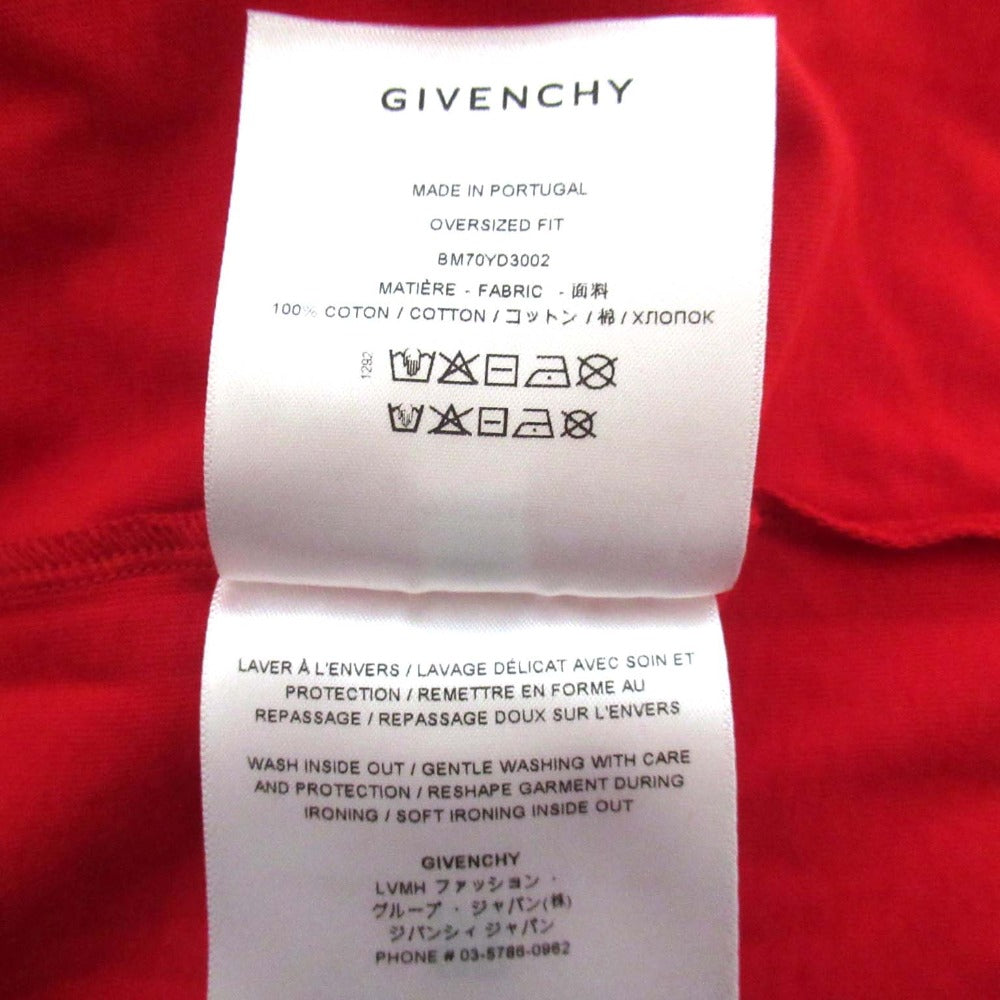 GIVENCHY
MADE IN PORTUGAL
OVERSIZED FIT
BM70YD3002
MATIÈRE - FABRIC - 面料
100% COTON / COTTON / コットン / 棉 / ХЛОПОК
1292
LAVER À L'ENVERS / LAVAGE DÉLICAT AVEC SOIN ET
PROTECTION / REMETTRE EN FORME AU
REPASSAGE / REPASSAGE DOUX SUR L'ENVERS
WASH INSIDE OUT / GENTLE WASHING WITH CARE
AND PROTECTION / RESHAPE GARMENT DURING
IRONING / SOFT IRONING INSIDE OUT
GIVENCHY
LVMH ファッション ·
グループ · ジャパン(株)
ジバンシィ ジャパン
PHONE # 03-5786-0962